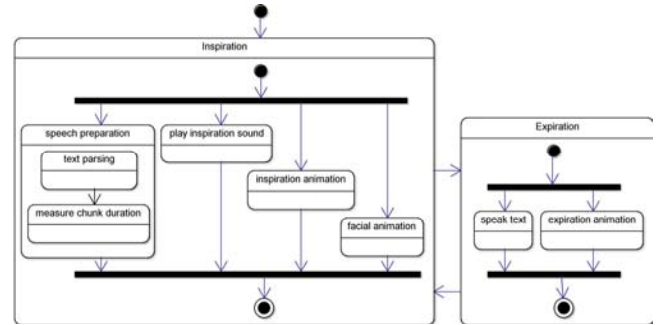 Inspiration
speech preparation
play inspiration sound
text parsing
inspiration animation
measure chunk duration
facial animation
Expiration
speak text
expiration animation